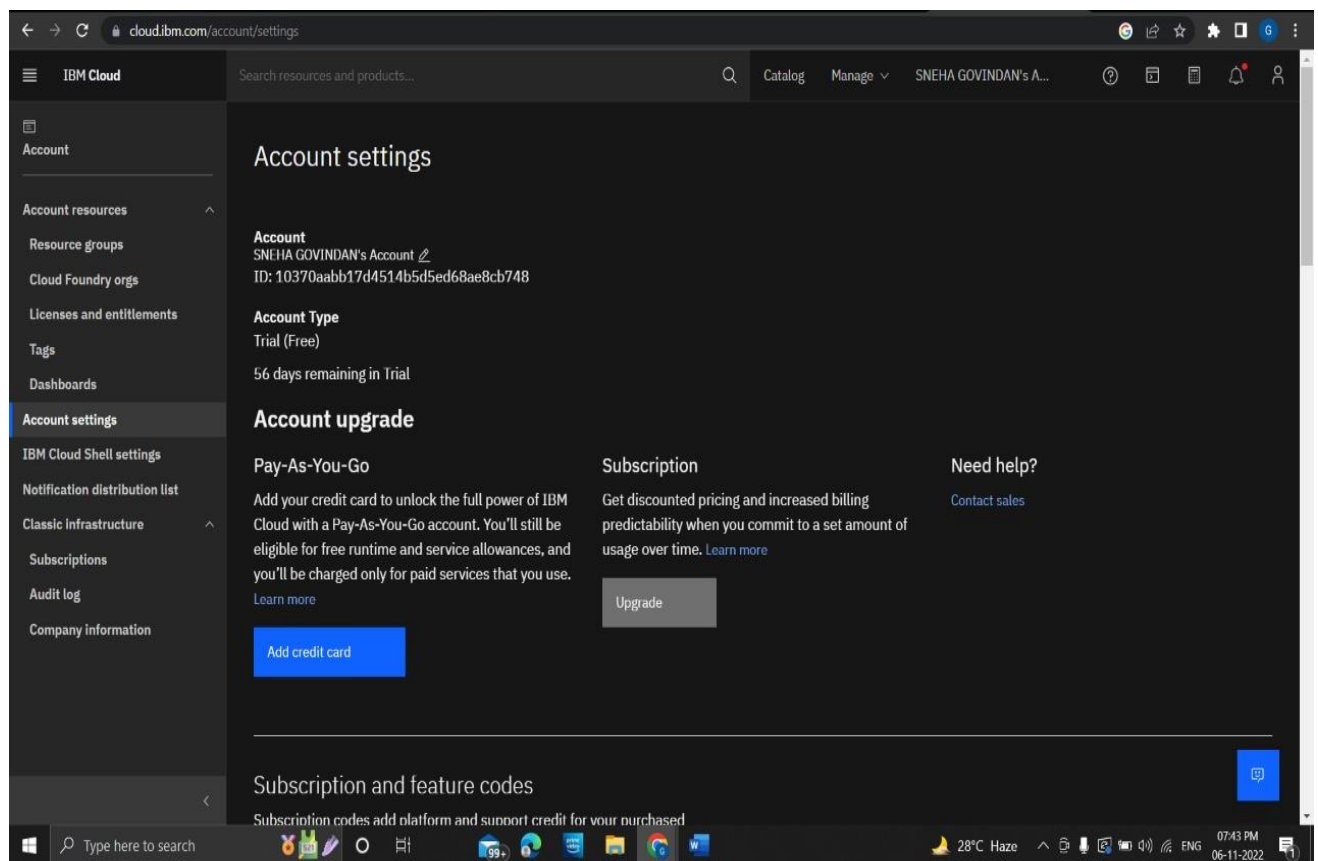 cloud.ibm.com/account/settings
G
IBM Cloud
Search resources and products...
Catalog
Manage
SNEHA GOVINDAN's A...
Account
Account resources
Resource groups
Cloud Foundry orgs
Licenses and entitlements
Tags
Dashboards
Account settings
IBM Cloud Shell settings
Notification distribution list
Classic infrastructure
Subscriptions
Audit log
Company information
Account settings
Account
SNEHA GOVINDAN's Account
ID: 10370aabb17d4514b5d5ed68ae8cb748
Account Type
Trial (Free)
56 days remaining in Trial
Account upgrade
Pay-As-You-Go
Add your credit card to unlock the full power of IBM
Cloud with a Pay-As-You-Go account. You'll still be
eligible for free runtime and service allowances, and
you'll be charged only for paid services that you use.
Learn more
Add credit card
Subscription
Get discounted pricing and increased billing
predictability when you commit to a set amount of
usage over time. Learn more
Upgrade
Need help?
Contact sales
Subscription and feature codes
Subscription codes add platform and support credit for your purchased
Type here to search
99+
28°C Haze
ENG
07:43 PM
06-11-2022
1